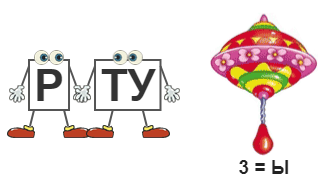 Р ТУ
3 = Ы